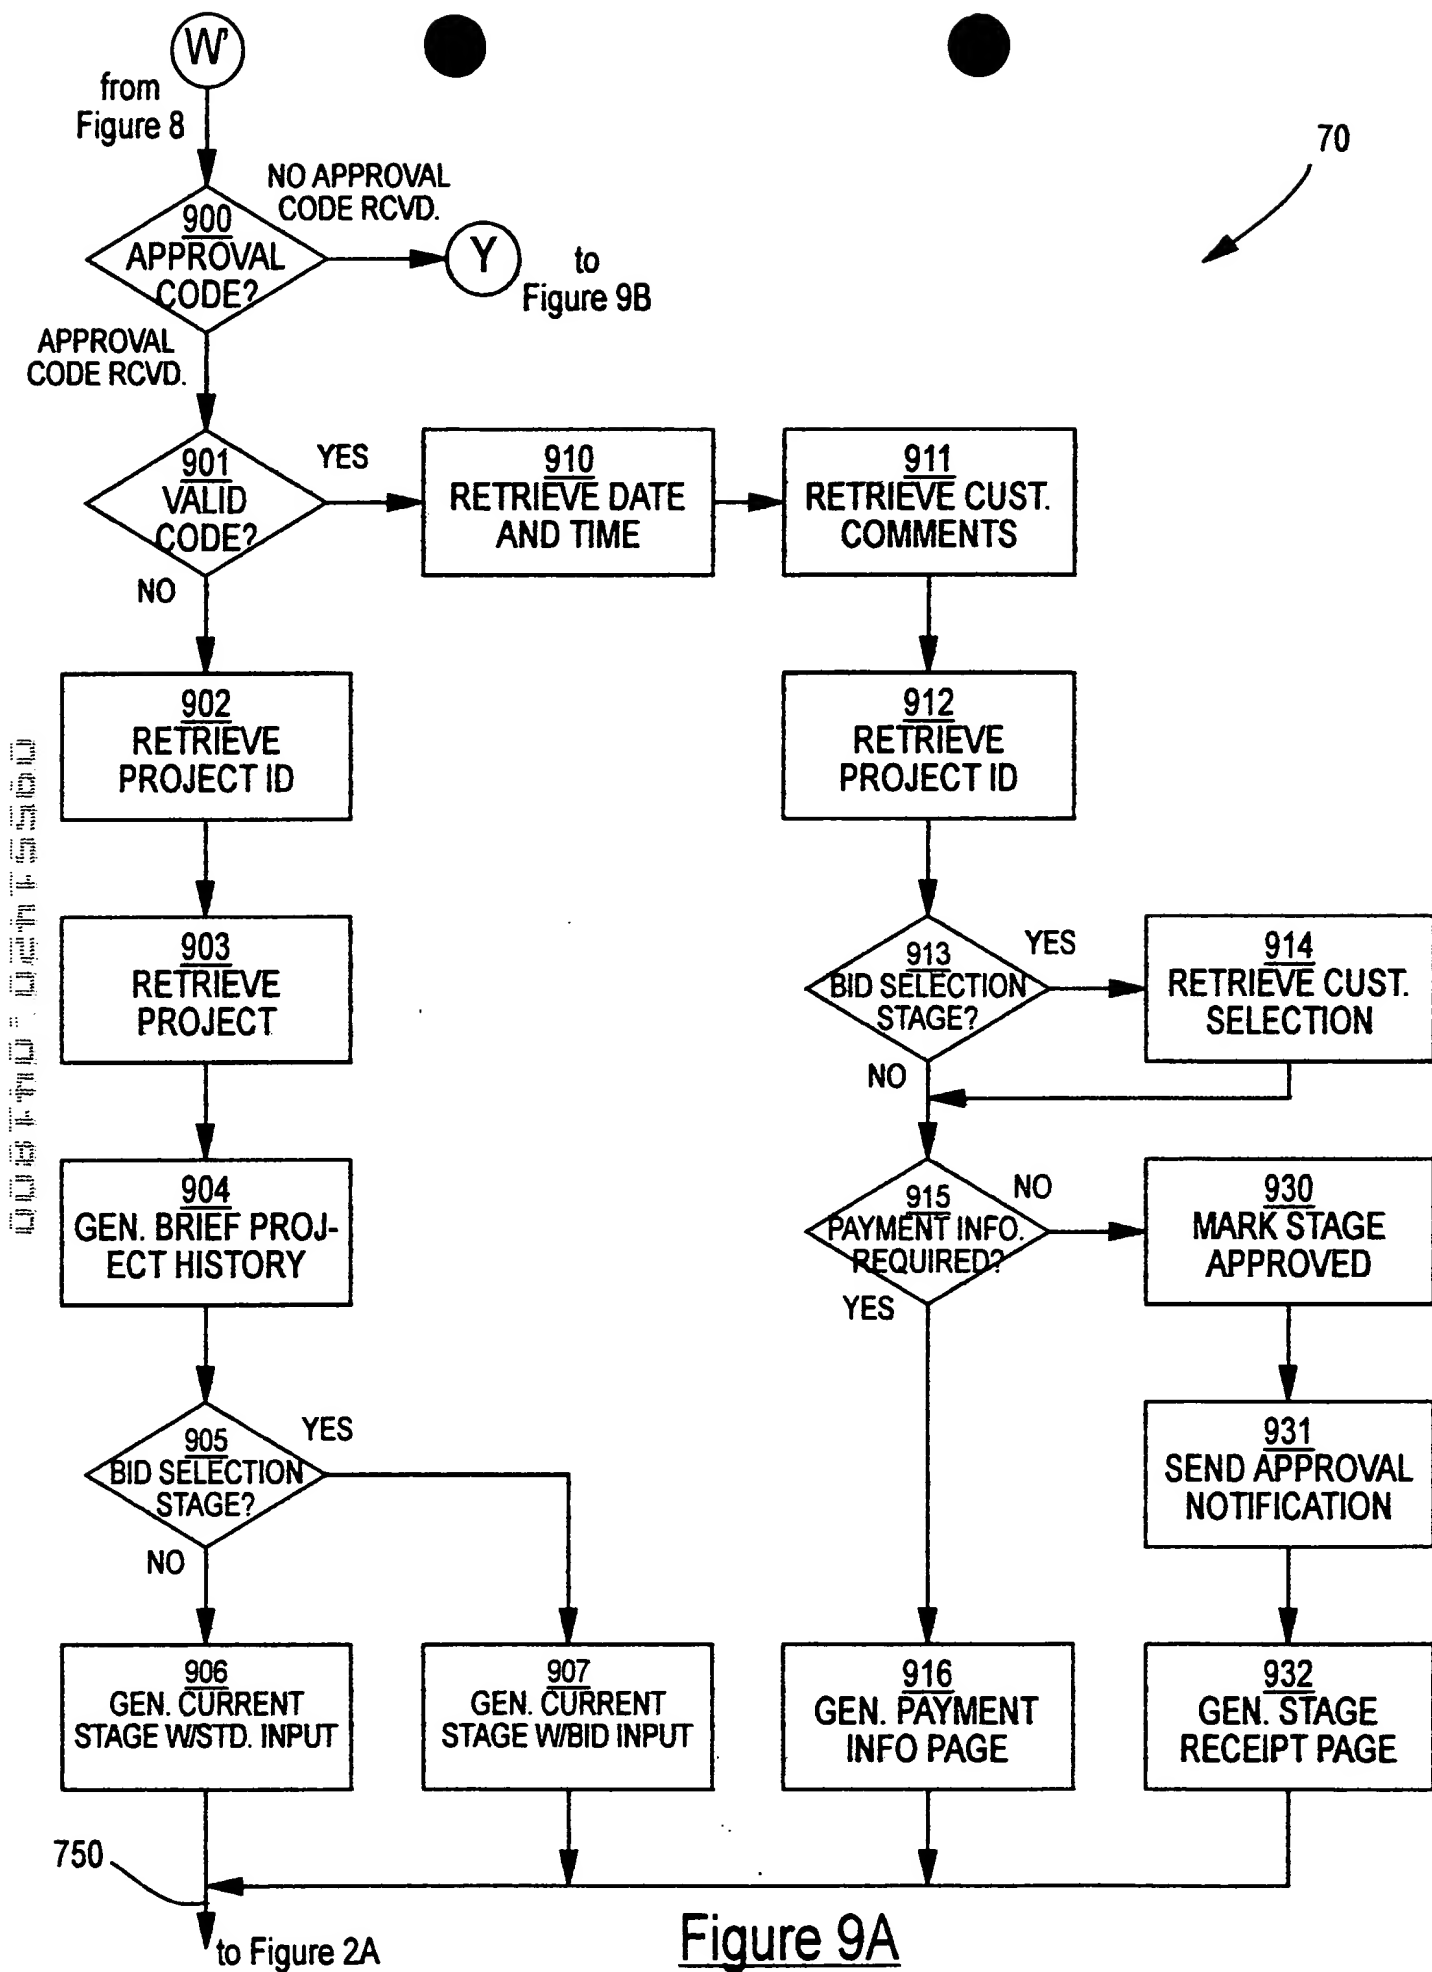 W'
from
Figure 8
70
NO APPROVAL
CODE RCVD.
900
APPROVAL
CODE?
Y
to
Figure 9B
APPROVAL
CODE RCVD.
901
VALID
CODE?
YES
NO
910
RETRIEVE DATE
AND TIME
911
RETRIEVE CUST.
COMMENTS
902
RETRIEVE
PROJECT ID
912
RETRIEVE
PROJECT ID
903
RETRIEVE
PROJECT
913
BID SELECTION
STAGE?
YES
NO
914
RETRIEVE CUST.
SELECTION
904
GEN. BRIEF PROJ-
ECT HISTORY
915
PAYMENT INFO.
REQUIRED?
NO
YES
930
MARK STAGE
APPROVED
905
BID SELECTION
STAGE?
YES
NO
931
SEND APPROVAL
NOTIFICATION
906
GEN. CURRENT
STAGE W/STD. INPUT
907
GEN. CURRENT
STAGE W/BID INPUT
916
GEN. PAYMENT
INFO PAGE
932
GEN. STAGE
RECEIPT PAGE
750
to Figure 2A
Figure 9A